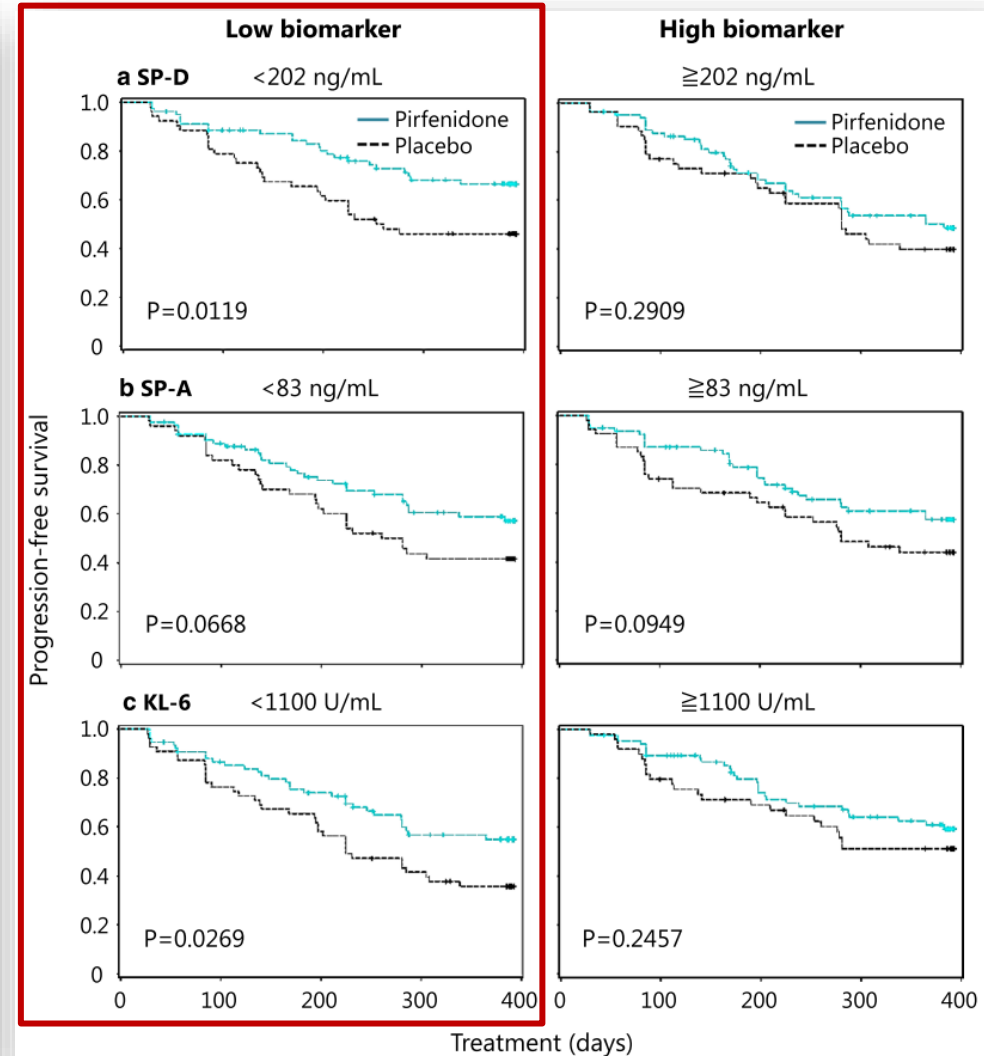 Low biomarker
High biomarker
a SP-D <202 ng/mL
≧202 ng/mL
1.0
0.8
0.6
0.4
0.2
0
Pirfenidone
Placebo
P=0.0119
Pirfenidone
Placebo
P=0.2909
b SP-A <83 ng/mL
≧83 ng/mL
1.0
0.8
0.6
0.4
0.2
0
P=0.0668
P=0.0949
Progression-free survival
c KL-6 <1100 U/mL
≧1100 U/mL
1.0
0.8
0.6
0.4
0.2
0
P=0.0269
P=0.2457
0 100 200 300 400
0 100 200 300 400
Treatment (days)